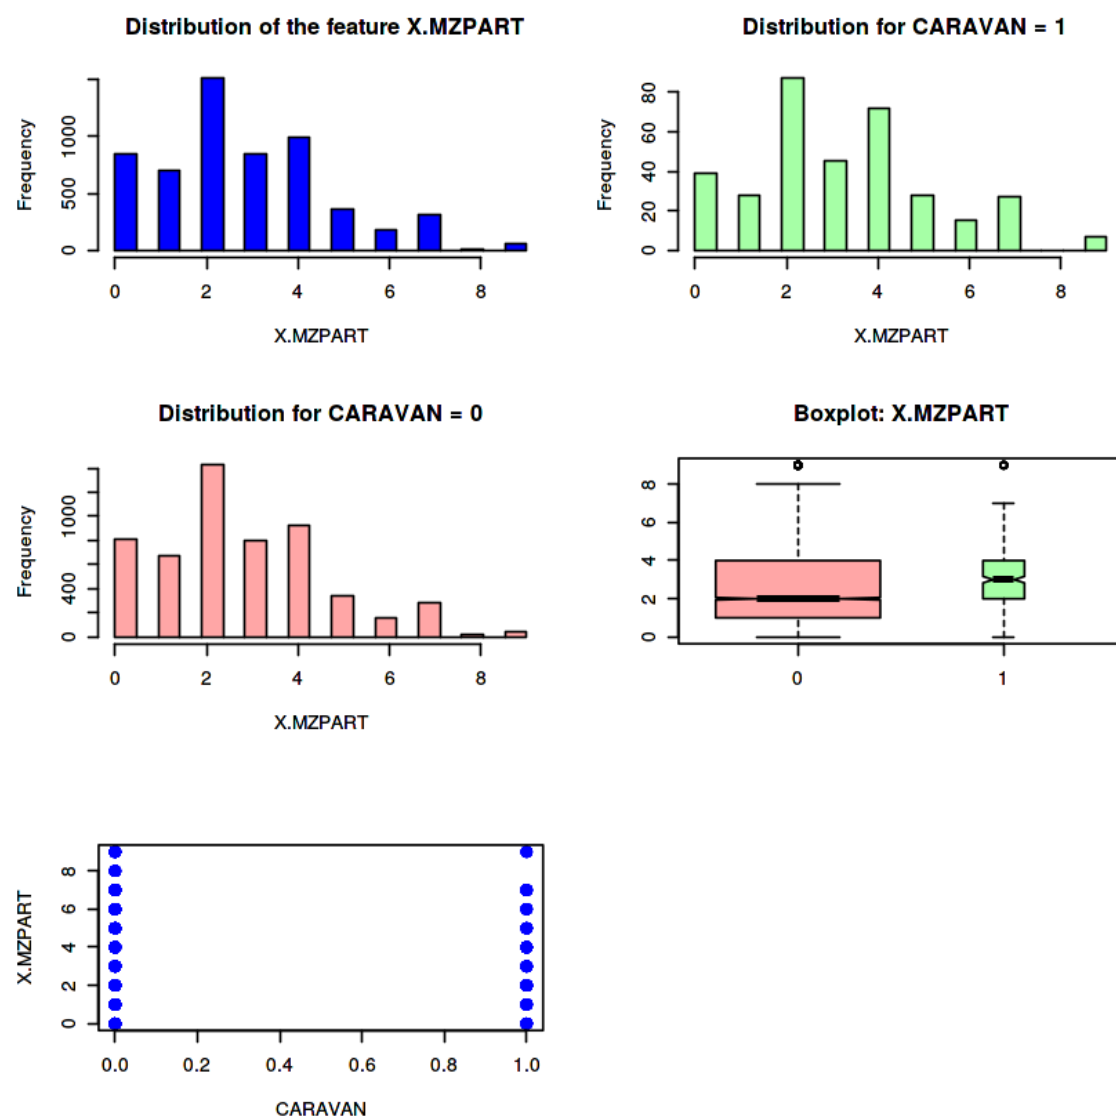 Distribution of the feature X.MZPART
Frequency
0 500 1000
0 2 4 6 8
X.MZPART
Distribution for CARAVAN = 1
Frequency
0 20 40 60 80
0 2 4 6 8
X.MZPART
Distribution for CARAVAN = 0
Frequency
0 400 1000
0 2 4 6 8
X.MZPART
Boxplot: X.MZPART
0 2 4 6 8
0 1
X.MZPART
0 2 4 6 8
0.0 0.2 0.4 0.6 0.8 1.0
CARAVAN